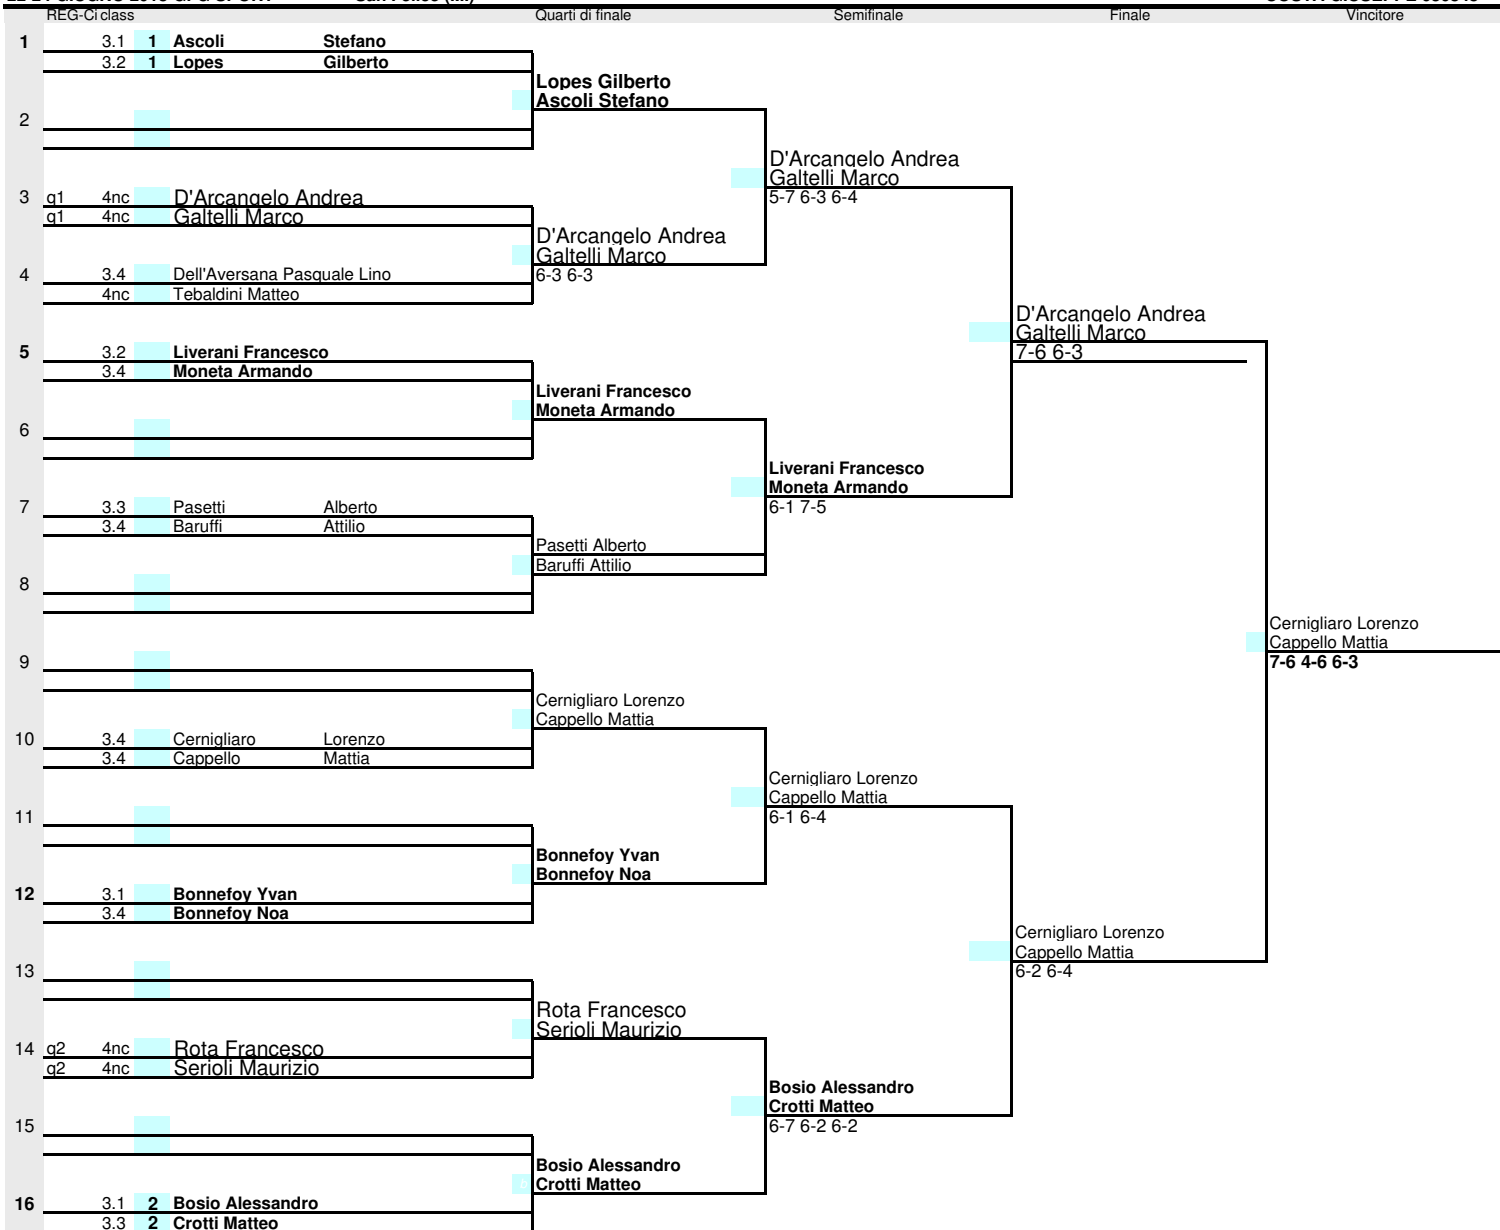 REG-Ci class Quarti di finale Semifinale Finale Vincitore
1 3.1 1 Ascoli Stefano
3.2 1 Lopes Gilberto
Lopes Gilberto
Ascoli Stefano
2
D'Arcangelo Andrea
Galtelli Marco
5-7 6-3 6-4
3 q1 4nc D'Arcangelo Andrea
q1 4nc Galtelli Marco
D'Arcangelo Andrea
Galtelli Marco
6-3 6-3
4 3.4 Dell'Aversana Pasquale Lino
4nc Tebaldini Matteo
D'Arcangelo Andrea
Galtelli Marco
7-6 6-3
5 3.2 Liverani Francesco
3.4 Moneta Armando
Liverani Francesco
Moneta Armando
6
Liverani Francesco
Moneta Armando
6-1 7-5
7 3.3 Pasetti Alberto
3.4 Baruffi Attilio
Pasetti Alberto
Baruffi Attilio
8
Cernigliaro Lorenzo
Cappello Mattia
7-6 4-6 6-3
9
Cernigliaro Lorenzo
Cappello Mattia
10 3.4 Cernigliaro Lorenzo
3.4 Cappello Mattia
Cernigliaro Lorenzo
Cappello Mattia
6-1 6-4
11
Bonnefoy Yvan
Bonnefoy Noa
12 3.1 Bonnefoy Yvan
3.4 Bonnefoy Noa
Cernigliaro Lorenzo
Cappello Mattia
6-2 6-4
13
Rota Francesco
Serioli Maurizio
14 q2 4nc Rota Francesco
q2 4nc Serioli Maurizio
Bosio Alessandro
Crotti Matteo
6-7 6-2 6-2
15
Bosio Alessandro
Crotti Matteo
16 3.1 2 Bosio Alessandro
3.3 2 Crotti Matteo